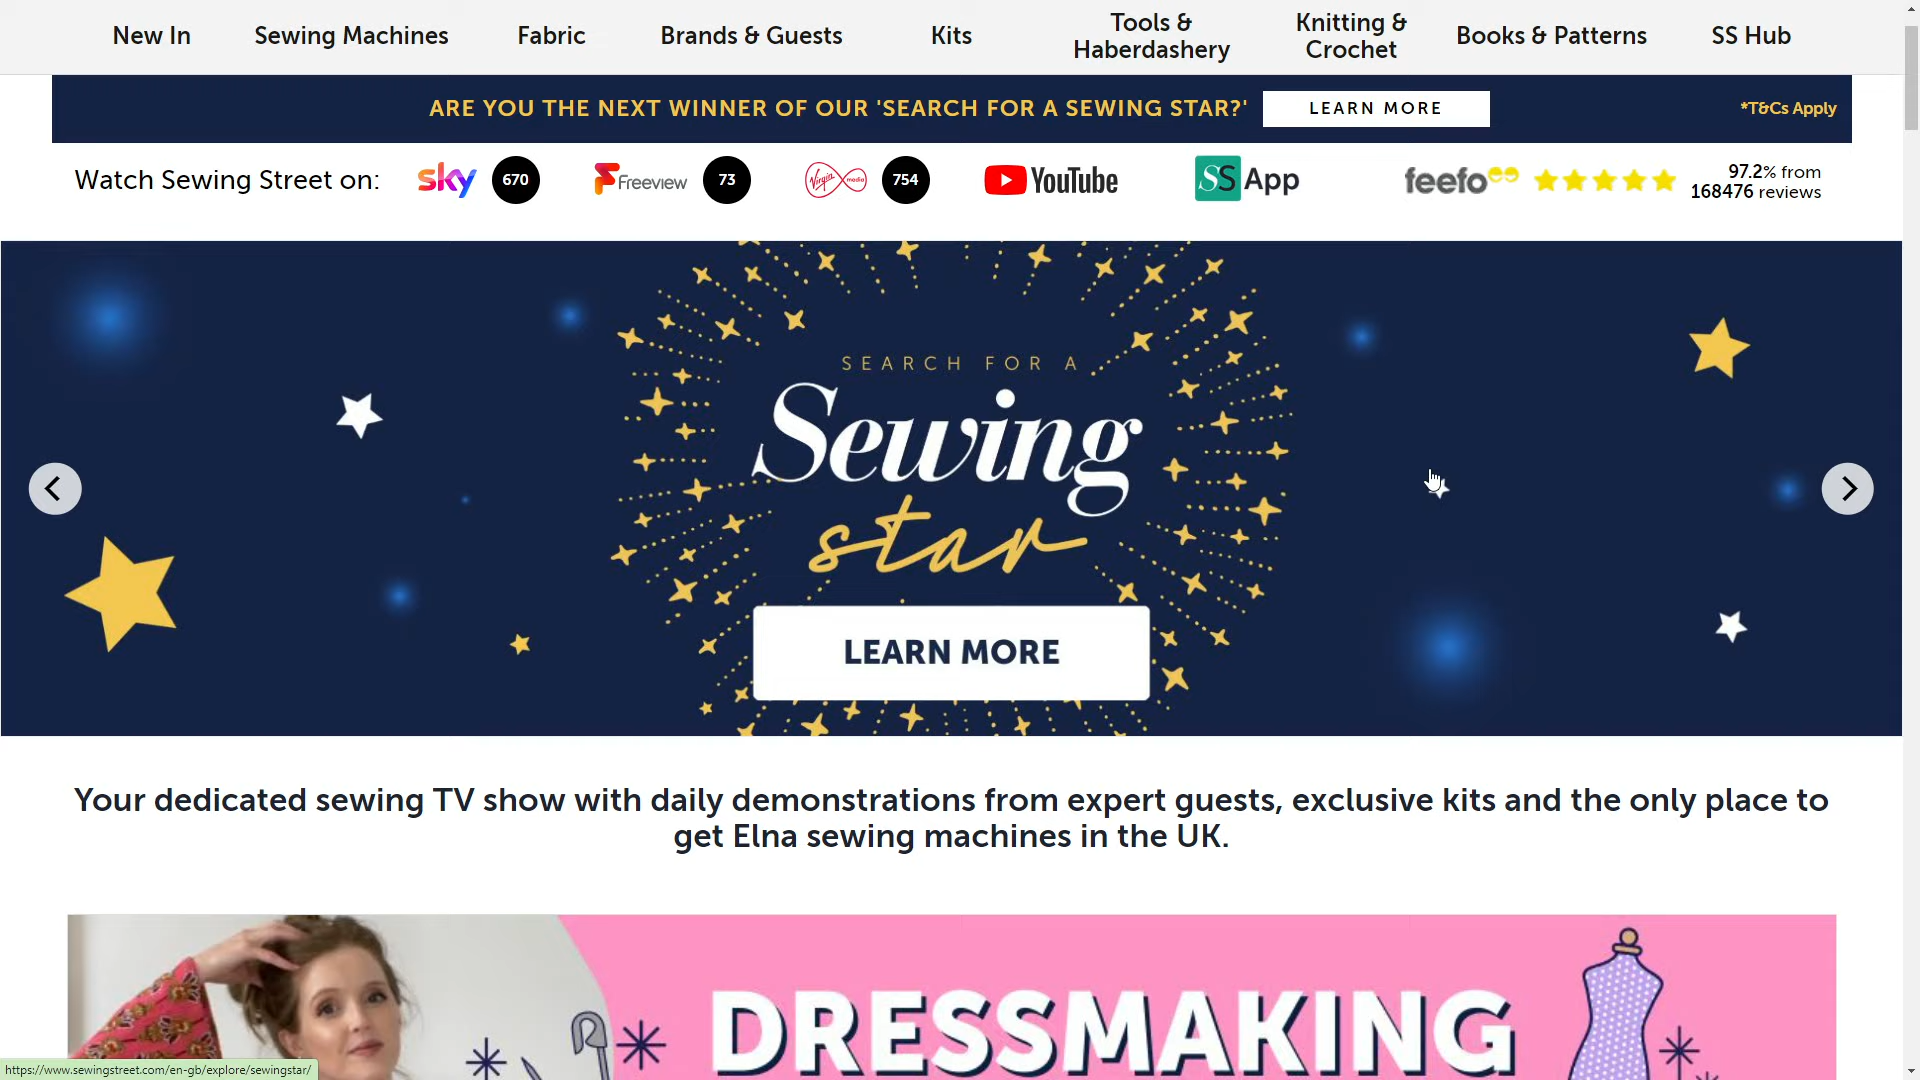 New In
Sewing Machines
Fabric
Brands & Guests
Kits
Tools &
Haberdashery
Knitting &
Crochet
Books & Patterns
SS Hub
ARE YOU THE NEXT WINNER OF OUR 'SEARCH FOR A SEWING STAR?'
LEARN MORE
*T&Cs Apply
Watch Sewing Street on:
sky
670
Freeview
73
Virgin media
754
YouTube
SS App
feefo
97.2% from
168476 reviews
SEARCH FOR A
Sewing
star
LEARN MORE
Your dedicated sewing TV show with daily demonstrations from expert guests, exclusive kits and the only place to
get Elna sewing machines in the UK.
DRESSMAKING
https://www.sewingstreet.com/en-gb/explore/sewingstar/